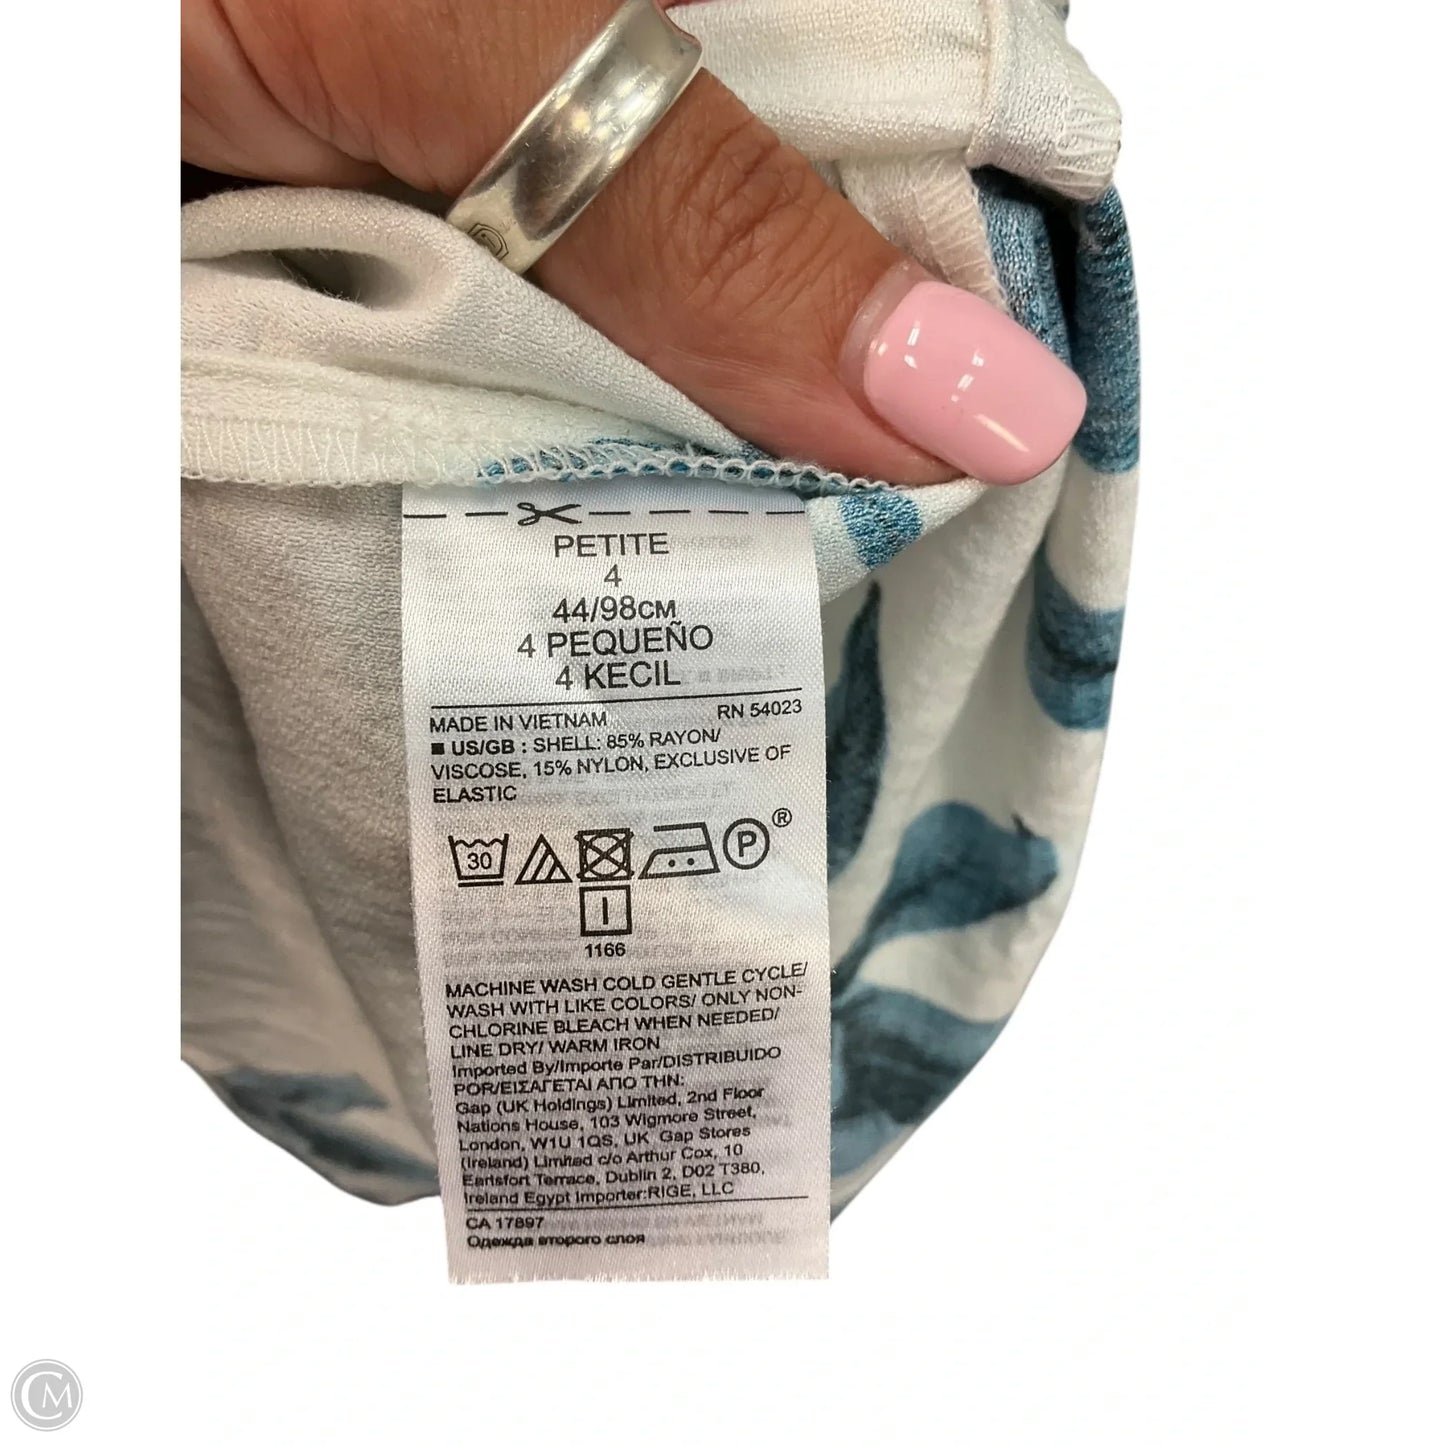 PETITE
4
44/98CM
4 PEQUEÑO
4 KECIL
MADE IN VIETNAM RN 54023
■ US/GB : SHELL: 85% RAYON/
VISCOSE, 15% NYLON, EXCLUSIVE OF
ELASTIC
30 P ®
I
1166
MACHINE WASH COLD GENTLE CYCLE/
WASH WITH LIKE COLORS/ ONLY NON-
CHLORINE BLEACH WHEN NEEDED/
LINE DRY/ WARM IRON
Imported By/Importe Par/DISTRIBUIDO
POR/ΕΙΣΑΓΕΤΑΙ ΑΠΟ ΤΗΝ:
Gap (UK Holdings) Limited, 2nd Floor
Nations House, 103 Wigmore Street,
London, W1U 1QS, UK Gap Stores
(Ireland) Limited c/o Arthur Cox, 10
Earlsfort Terrace, Dublin 2, D02 T380,
Ireland Egypt Importer:RIGE, LLC
CA 17897
Одежда второго слоя
CM